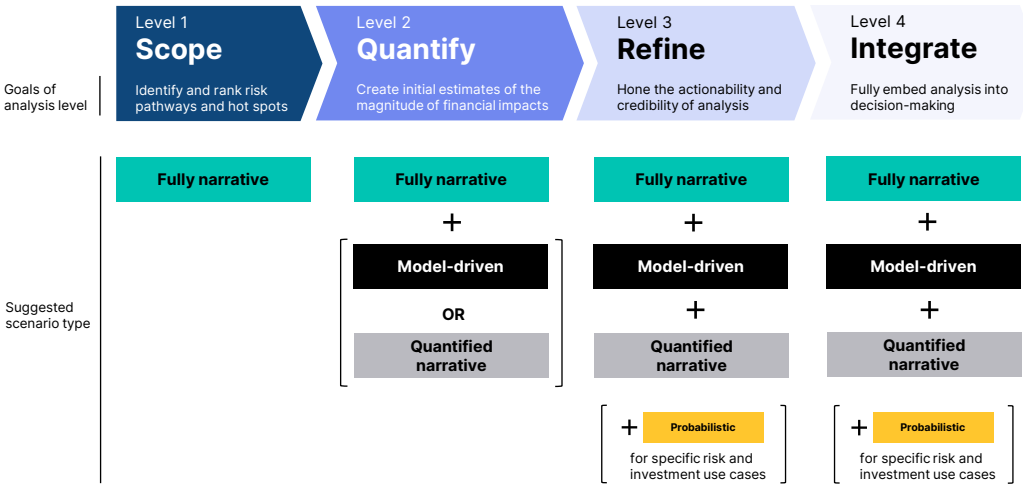 Level 1
Scope
Identify and rank risk
pathways and hot spots
Level 2
Quantify
Create initial estimates of the
magnitude of financial impacts
Level 3
Refine
Hone the actionability and
credibility of analysis
Level 4
Integrate
Fully embed analysis into
decision-making
Goals of
analysis level
Suggested
scenario type
Fully narrative
Fully narrative
+
Model-driven
OR
Quantified
narrative
Fully narrative
+
Model-driven
+
Quantified
narrative
+ Probabilistic
for specific risk and
investment use cases
Fully narrative
+
Model-driven
+
Quantified
narrative
+ Probabilistic
for specific risk and
investment use cases